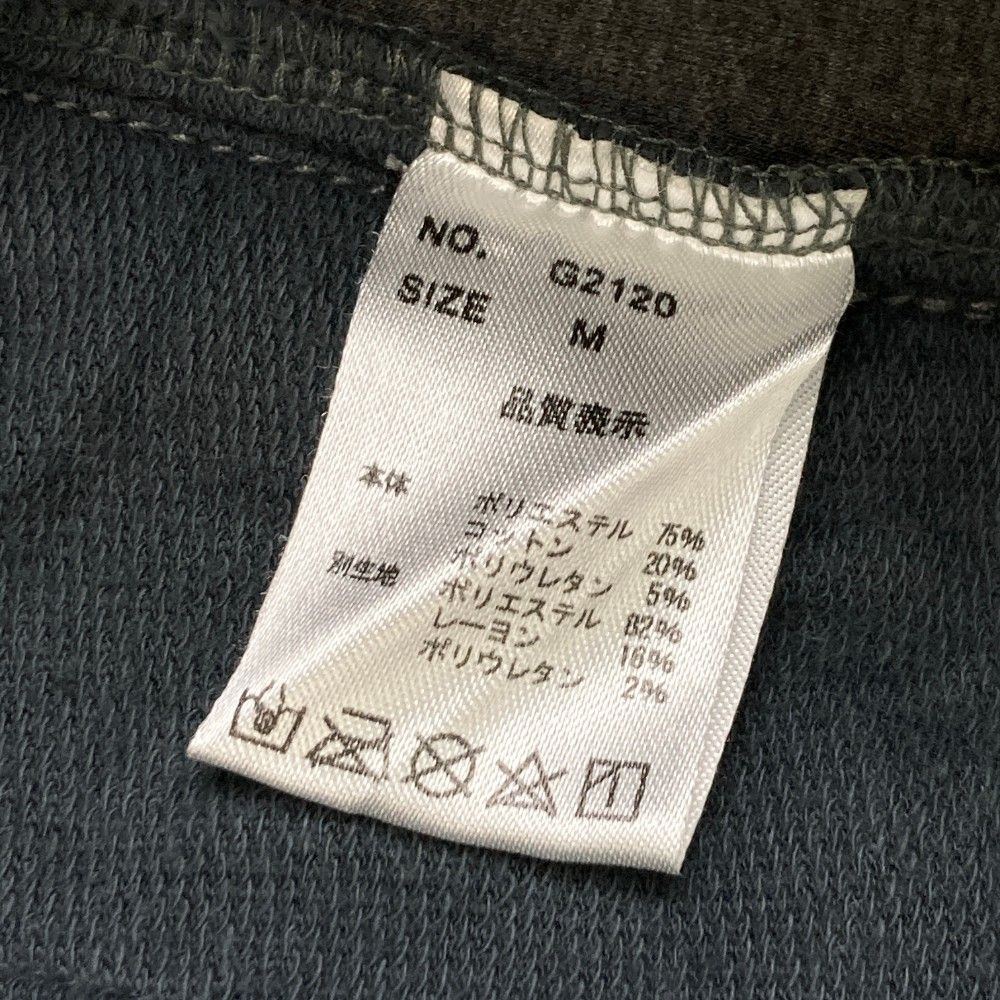 NO. G2120
SIZE M
品質表示
本体 ポリエステル 75%
コットン 20%
ポリウレタン 5%
別生地 ポリエステル 82%
レーヨン 16%
ポリウレタン 2%